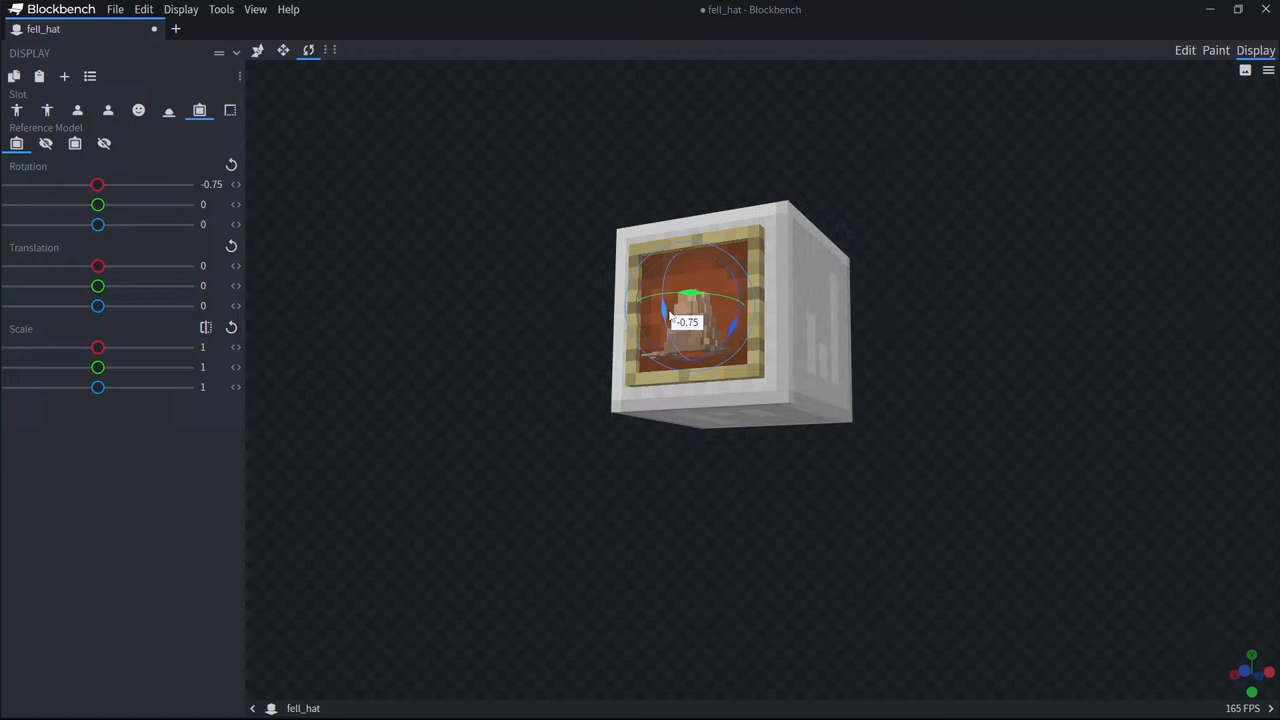 Blockbench File Edit Display Tools View Help
fell_hat - Blockbench
fell_hat
DISPLAY
Edit Paint Display
Slot
Reference Model
Rotation
-0.75
0
0
Translation
0
0
0
Scale
1
1
1
-0.75
Y
fell_hat
165 FPS